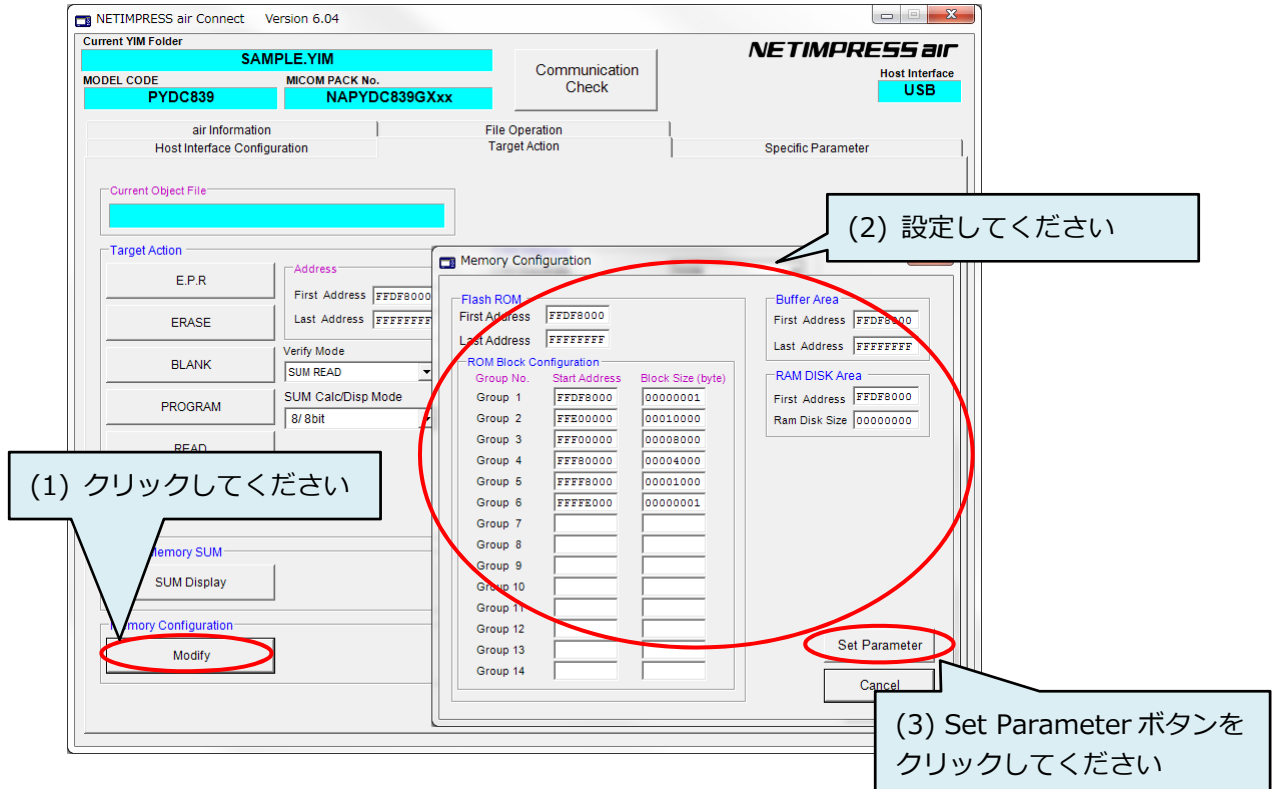 NETIMPRESS air Connect Version 6.04
Current YIM Folder
SAMPLE.YIM
MODEL CODE
MICOM PACK No.
PYDC839
NAPYDC839GXxx
Communication
Check
NETIMPRESS air
Host Interface
USB
air Information
File Operation
Host Interface Configuration
Target Action
Specific Parameter
Current Object File
(2) 設定してください
Target Action
E.P.R
ERASE
BLANK
PROGRAM
READ
Address
First Address FFDF8000
Last Address FFFFFFFF
Verify Mode
SUM READ
SUM Calc/Disp Mode
8/ 8bit
(1) クリックしてください
Memory SUM
SUM Display
Memory Configuration
Modify
Memory Configuration
Flash ROM
First Address FFDF8000
Last Address FFFFFFFF
ROM Block Configuration
Group No. Start Address Block Size (byte)
Group 1 FFDF8000 00000001
Group 2 FFE00000 00010000
Group 3 FFF00000 00008000
Group 4 FFF80000 00004000
Group 5 FFFF8000 00001000
Group 6 FFFFE000 00000001
Group 7
Group 8
Group 9
Group 10
Group 11
Group 12
Group 13
Group 14
Buffer Area
First Address FFDF8000
Last Address FFFFFFFF
RAM DISK Area
First Address FFDF8000
Ram Disk Size 00000000
Set Parameter
Cancel
(3) Set Parameter ボタンを
クリックしてください